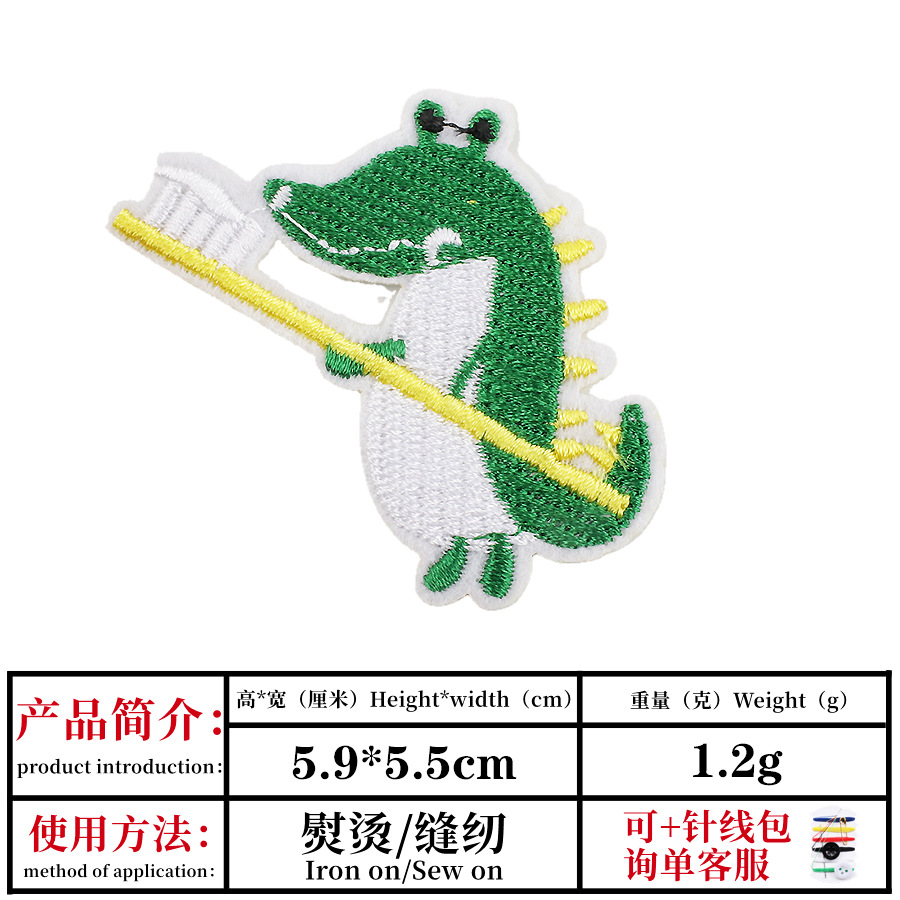 产品简介：
product introduction：
高*宽（厘米）Height*width（cm）
重量（克）Weight（g）
5.9*5.5cm
1.2g
使用方法：
method of application：
熨烫/缝纫
Iron on/Sew on
可+针线包
询单客服